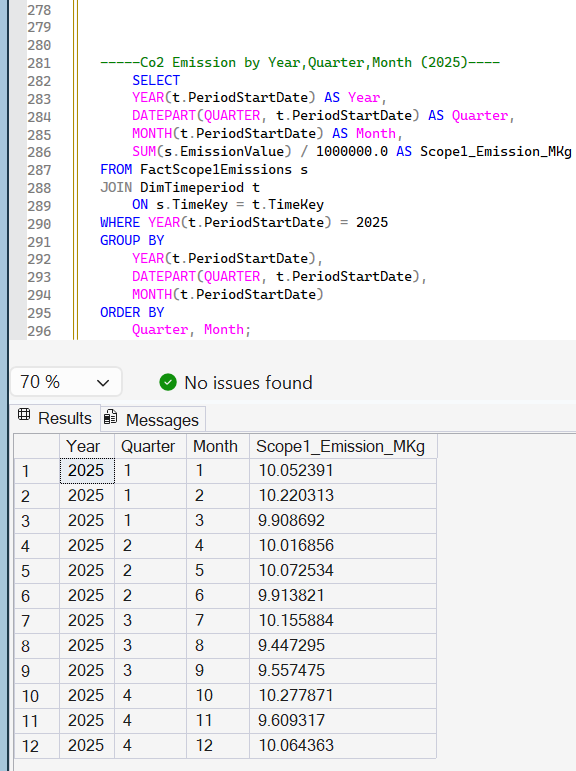 278
279
280
281 -----Co2 Emission by Year,Quarter,Month (2025)----
282 SELECT
283 YEAR(t.PeriodStartDate) AS Year,
284 DATEPART(QUARTER, t.PeriodStartDate) AS Quarter,
285 MONTH(t.PeriodStartDate) AS Month,
286 SUM(s.EmissionValue) / 1000000.0 AS Scope1_Emission_MKg
287 FROM FactScope1Emissions s
288 JOIN DimTimeperiod t
289 ON s.TimeKey = t.TimeKey
290 WHERE YEAR(t.PeriodStartDate) = 2025
291 GROUP BY
292 YEAR(t.PeriodStartDate),
293 DATEPART(QUARTER, t.PeriodStartDate),
294 MONTH(t.PeriodStartDate)
295 ORDER BY
296 Quarter, Month;
70 % No issues found
Results Messages
Year Quarter Month Scope1_Emission_MKg
1 2025 1 1 10.052391
2 2025 1 2 10.220313
3 2025 1 3 9.908692
4 2025 2 4 10.016856
5 2025 2 5 10.072534
6 2025 2 6 9.913821
7 2025 3 7 10.155884
8 2025 3 8 9.447295
9 2025 3 9 9.557475
10 2025 4 10 10.277871
11 2025 4 11 9.609317
12 2025 4 12 10.064363